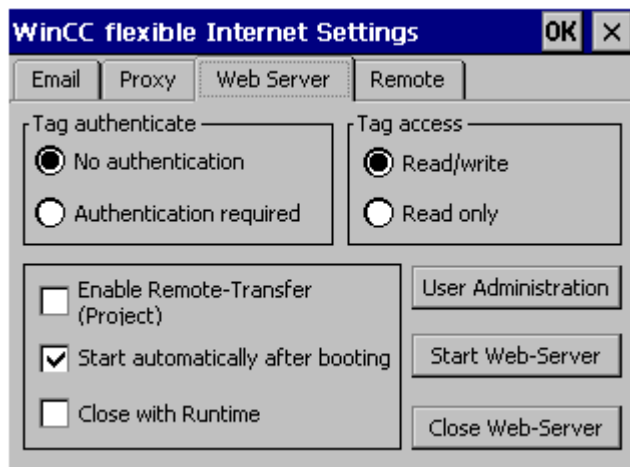 WinCC flexible Internet Settings OK ×
Email Proxy Web Server Remote
Tag authenticate
No authentication
Authentication required
Tag access
Read/write
Read only
Enable Remote-Transfer
(Project)
Start automatically after booting
Close with Runtime
User Administration
Start Web-Server
Close Web-Server